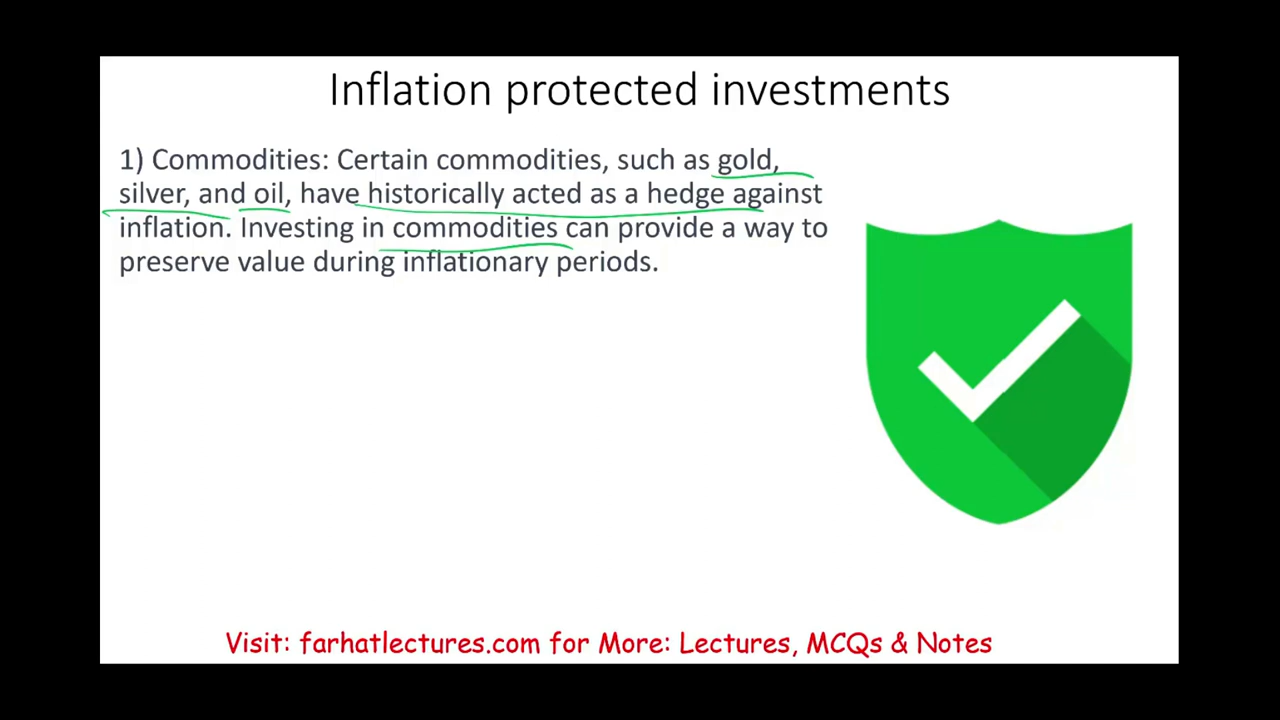 Inflation protected investments
1) Commodities: Certain commodities, such as gold,
silver, and oil, have historically acted as a hedge against
inflation. Investing in commodities can provide a way to
preserve value during inflationary periods.
Visit: farhatlectures.com for More: Lectures, MCQs & Notes